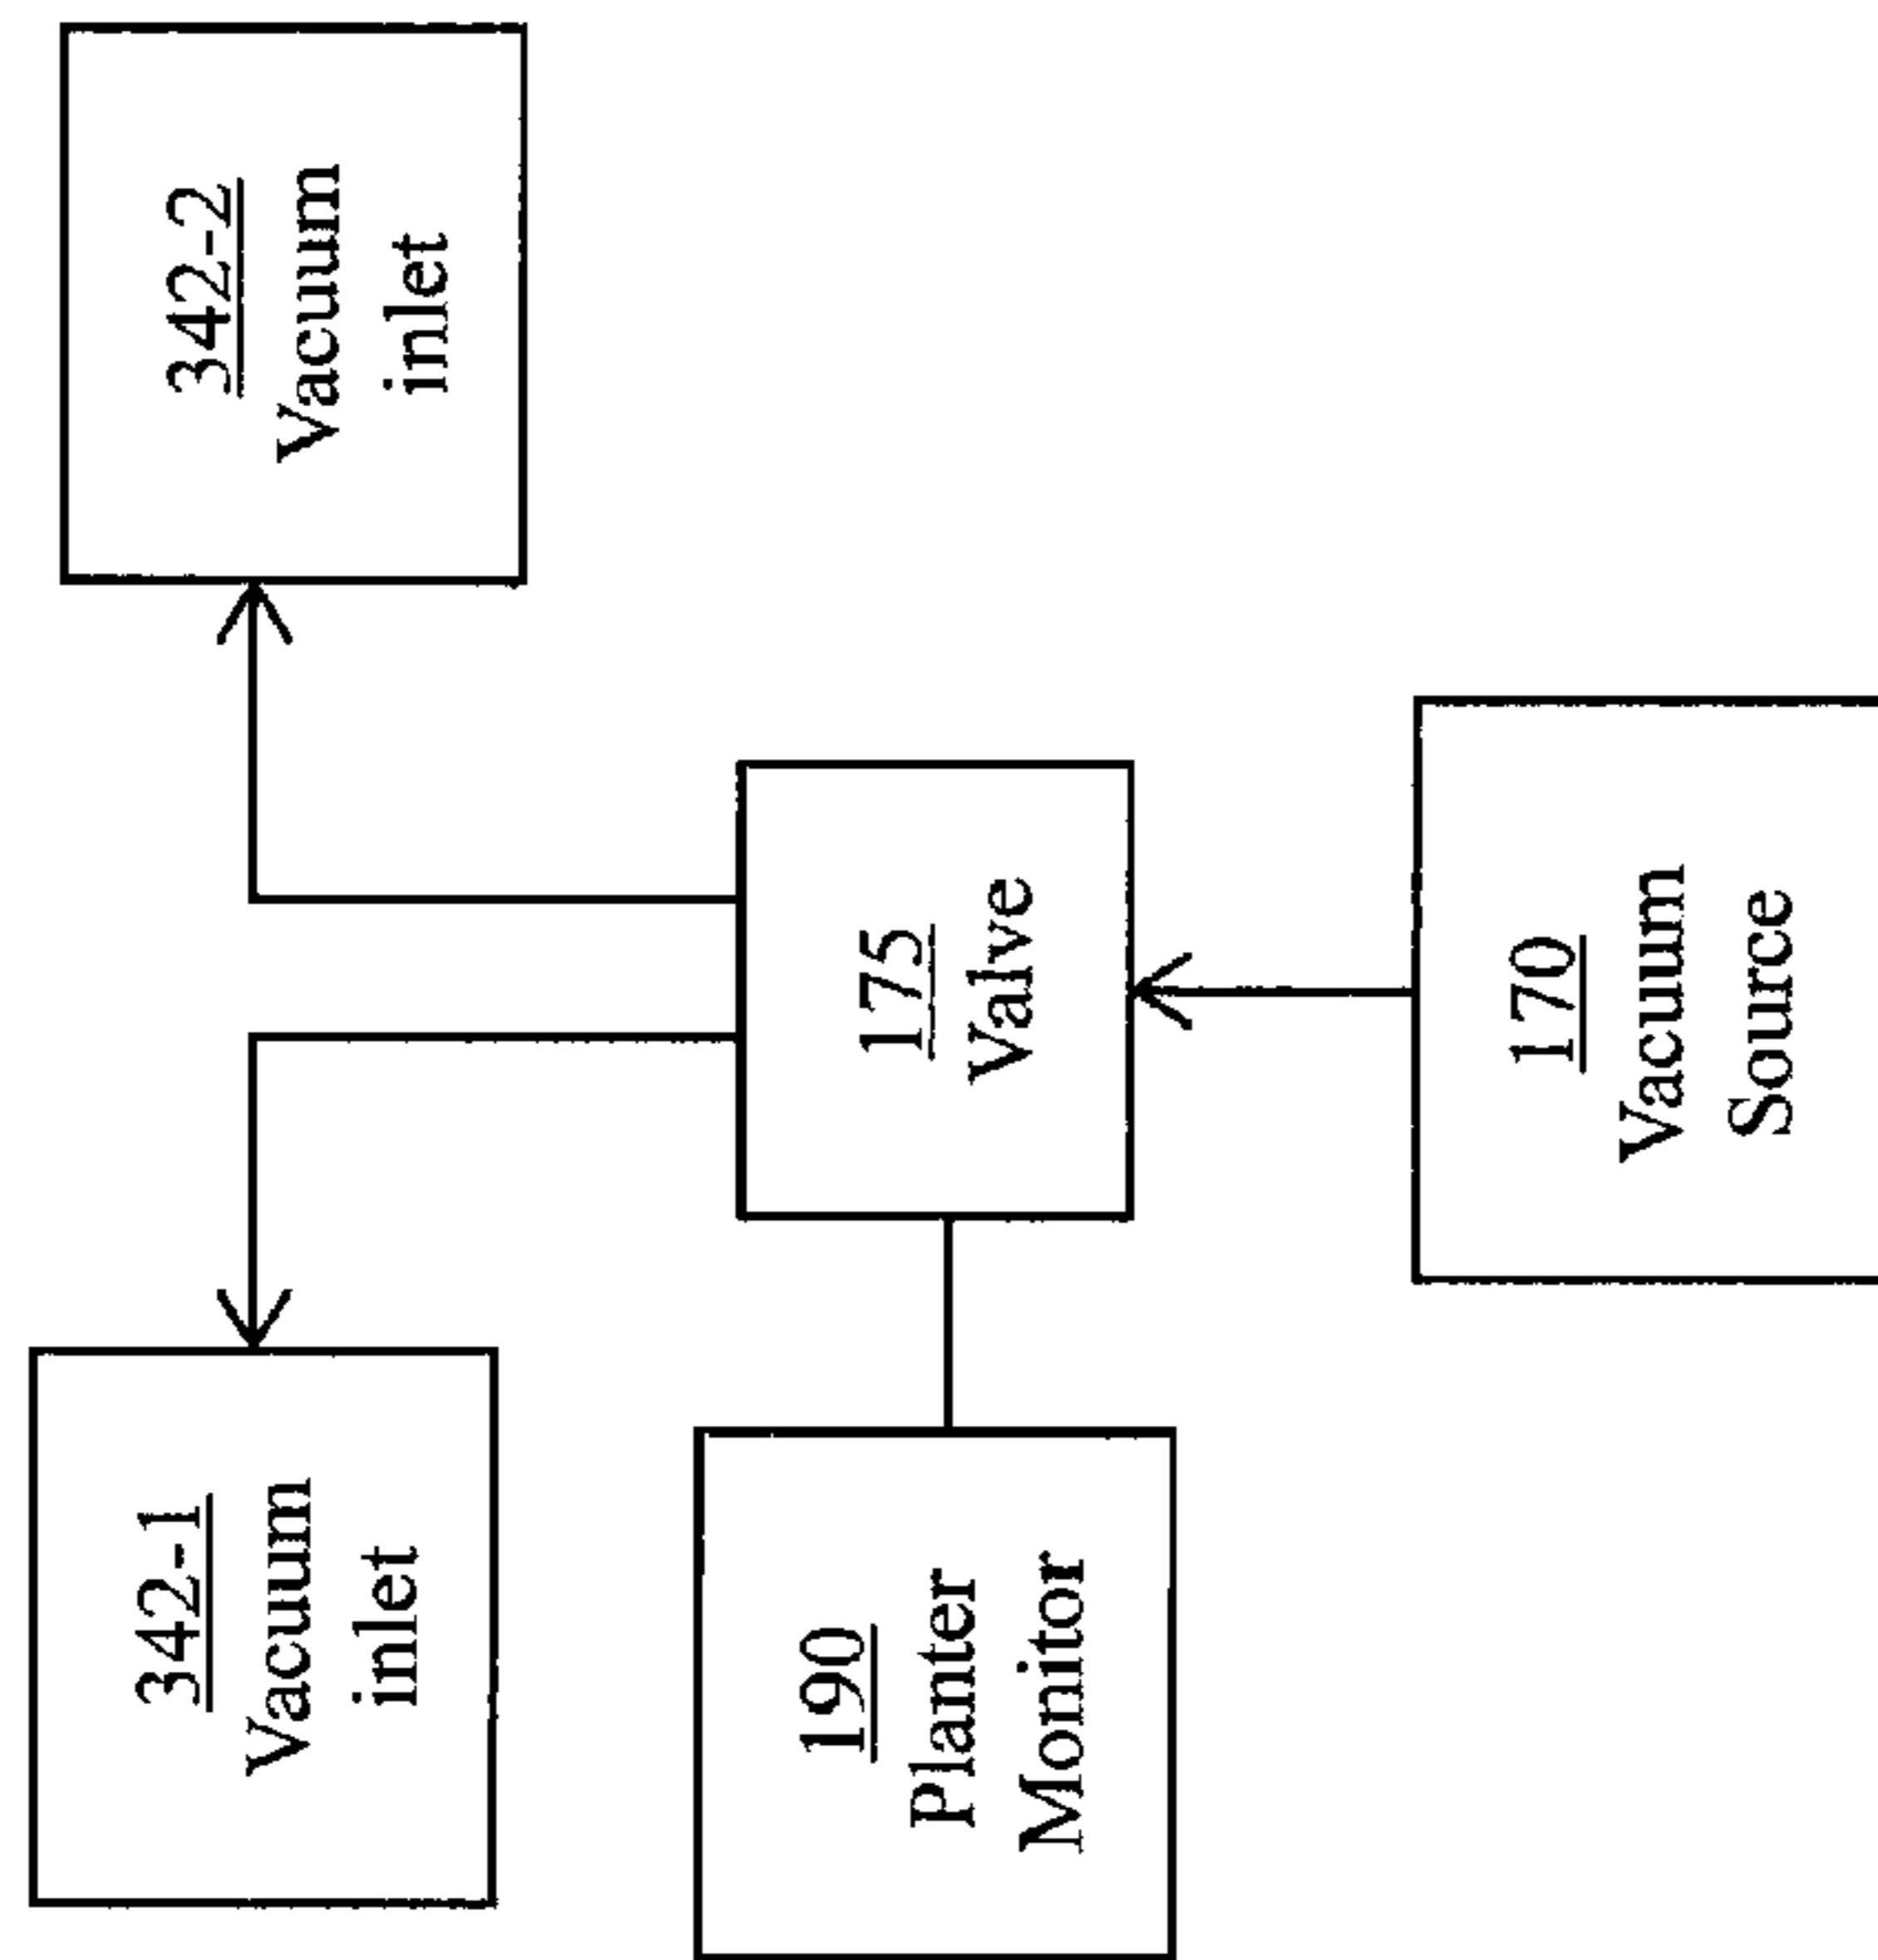 342-1
Vacuum
inlet
342-2
Vacuum
inlet
190
Planter
Monitor
175
Valve
170
Vacuum
Source